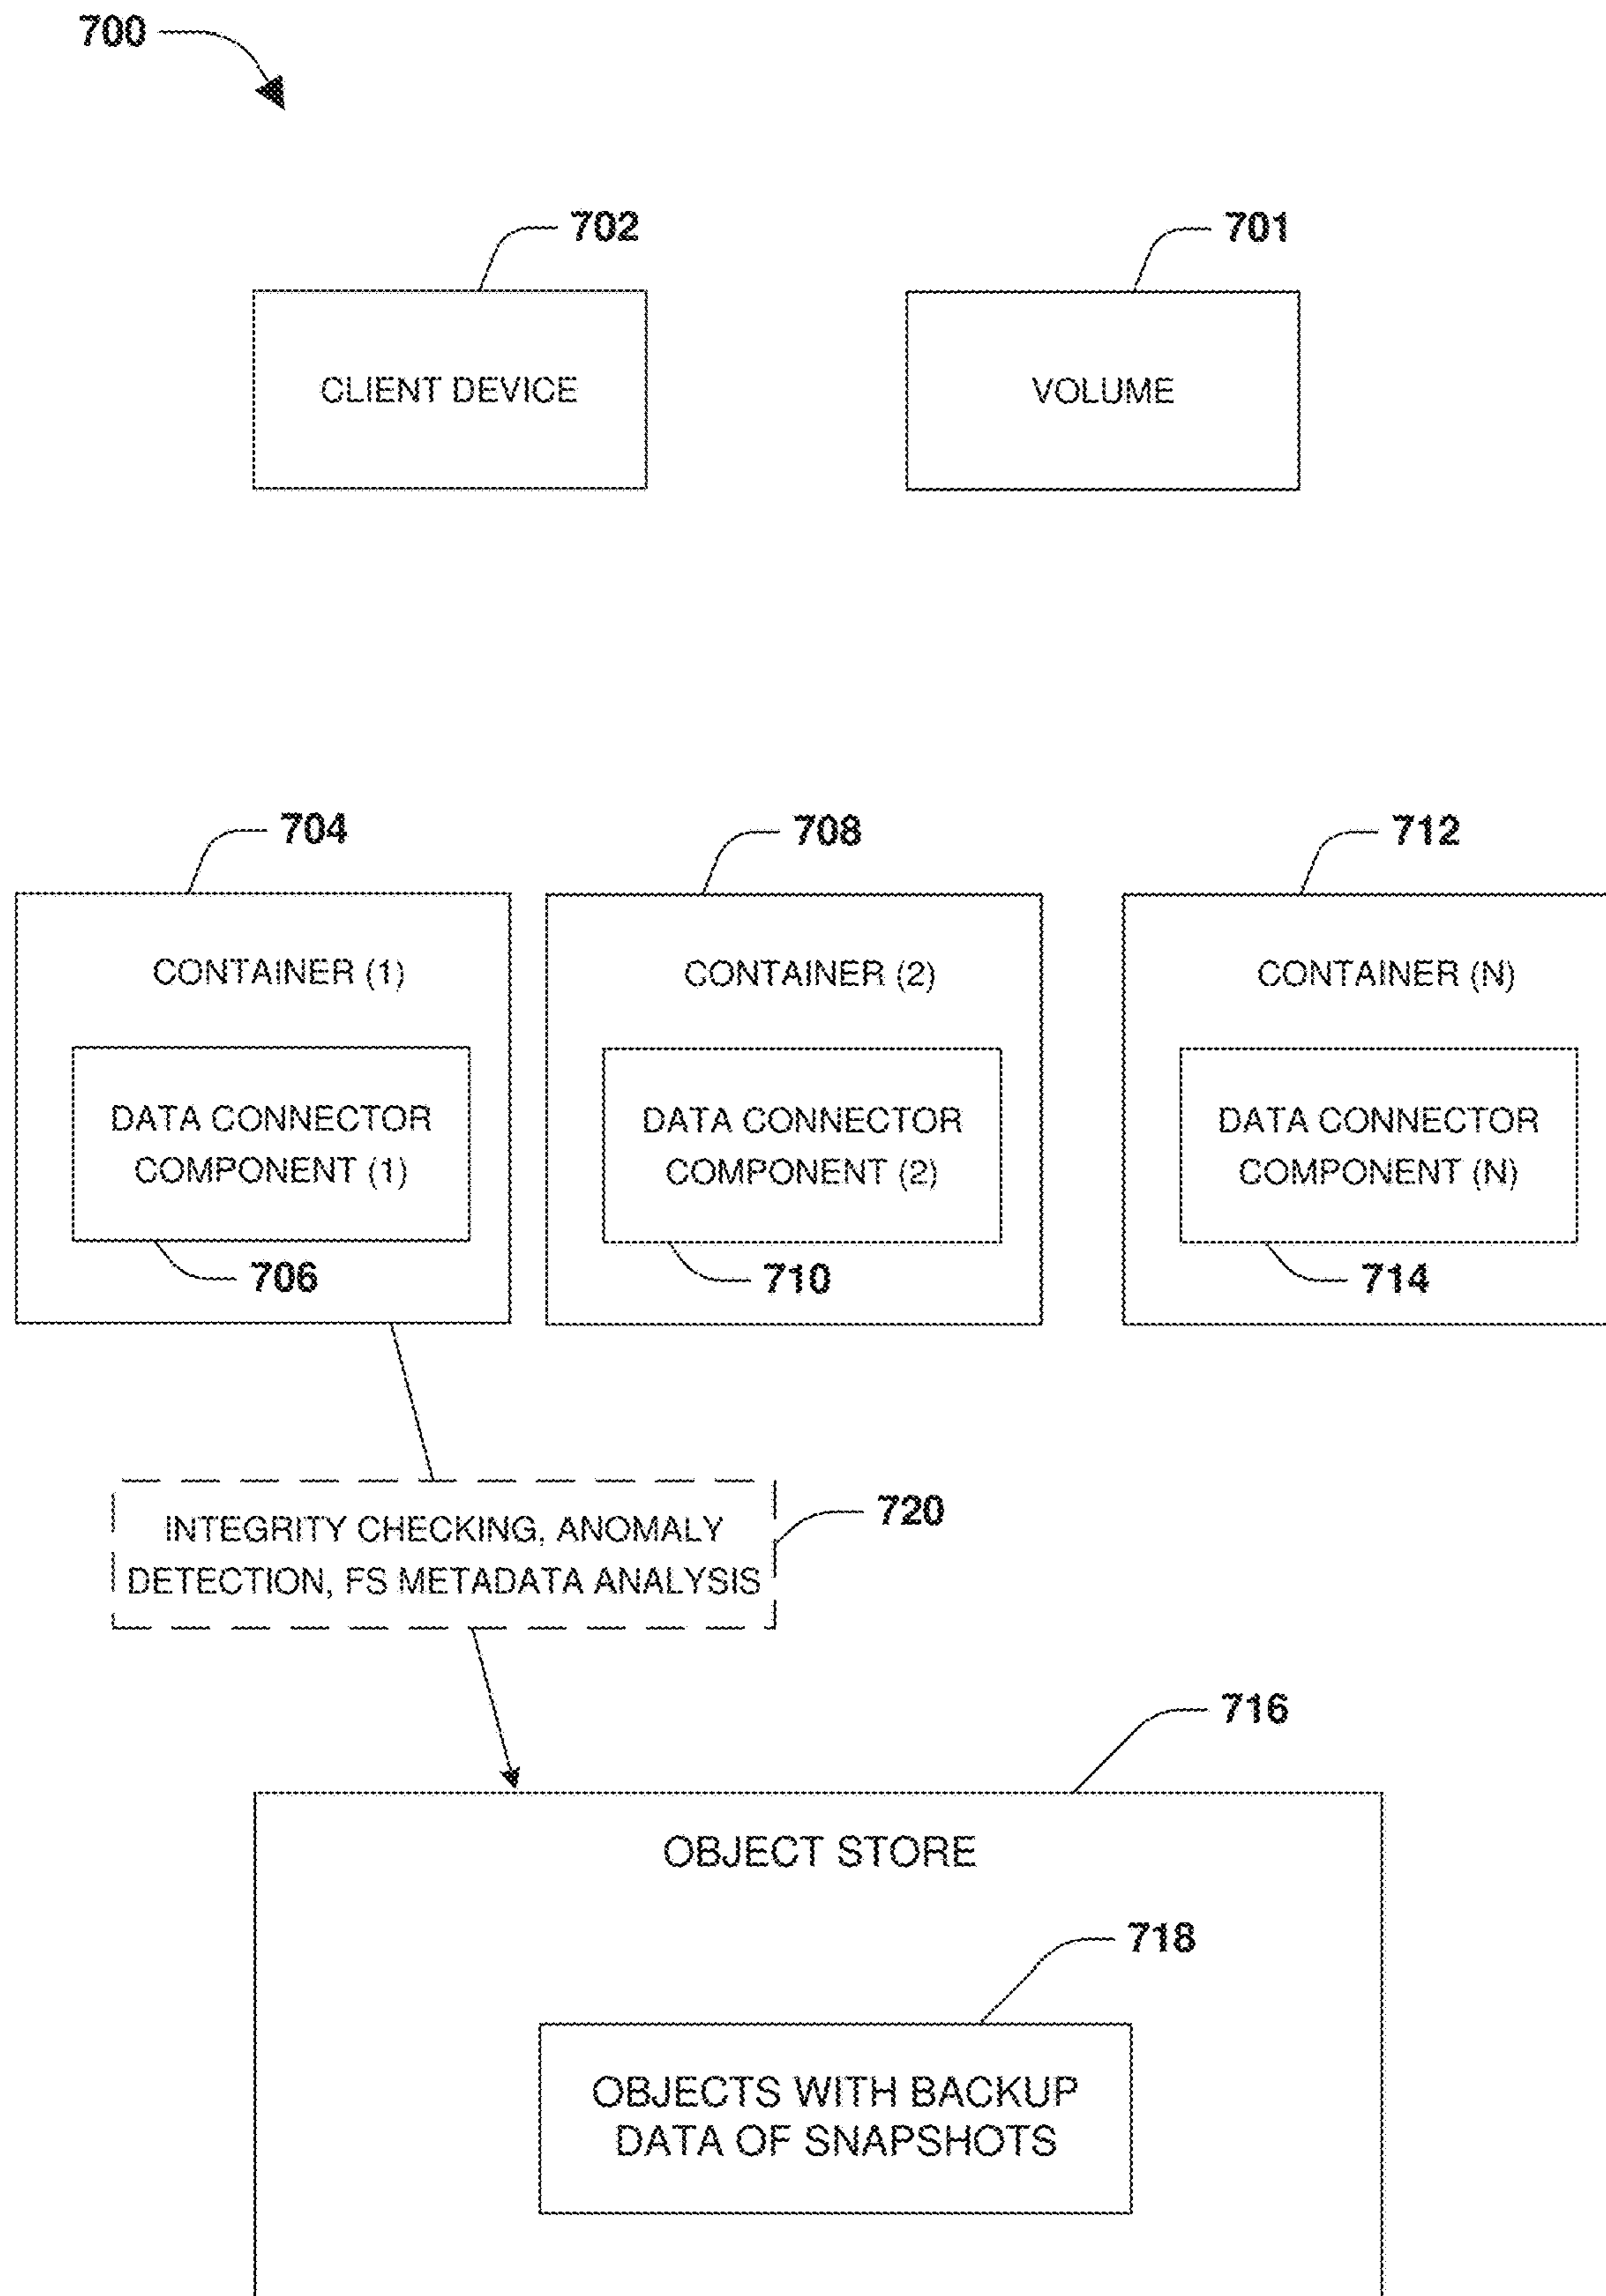 700
702
701
CLIENT DEVICE
VOLUME
704
708
712
CONTAINER (1)
CONTAINER (2)
CONTAINER (N)
DATA CONNECTOR
COMPONENT (1)
DATA CONNECTOR
COMPONENT (2)
DATA CONNECTOR
COMPONENT (N)
706
710
714
INTEGRITY CHECKING, ANOMALY
DETECTION, FS METADATA ANALYSIS
720
716
OBJECT STORE
718
OBJECTS WITH BACKUP
DATA OF SNAPSHOTS